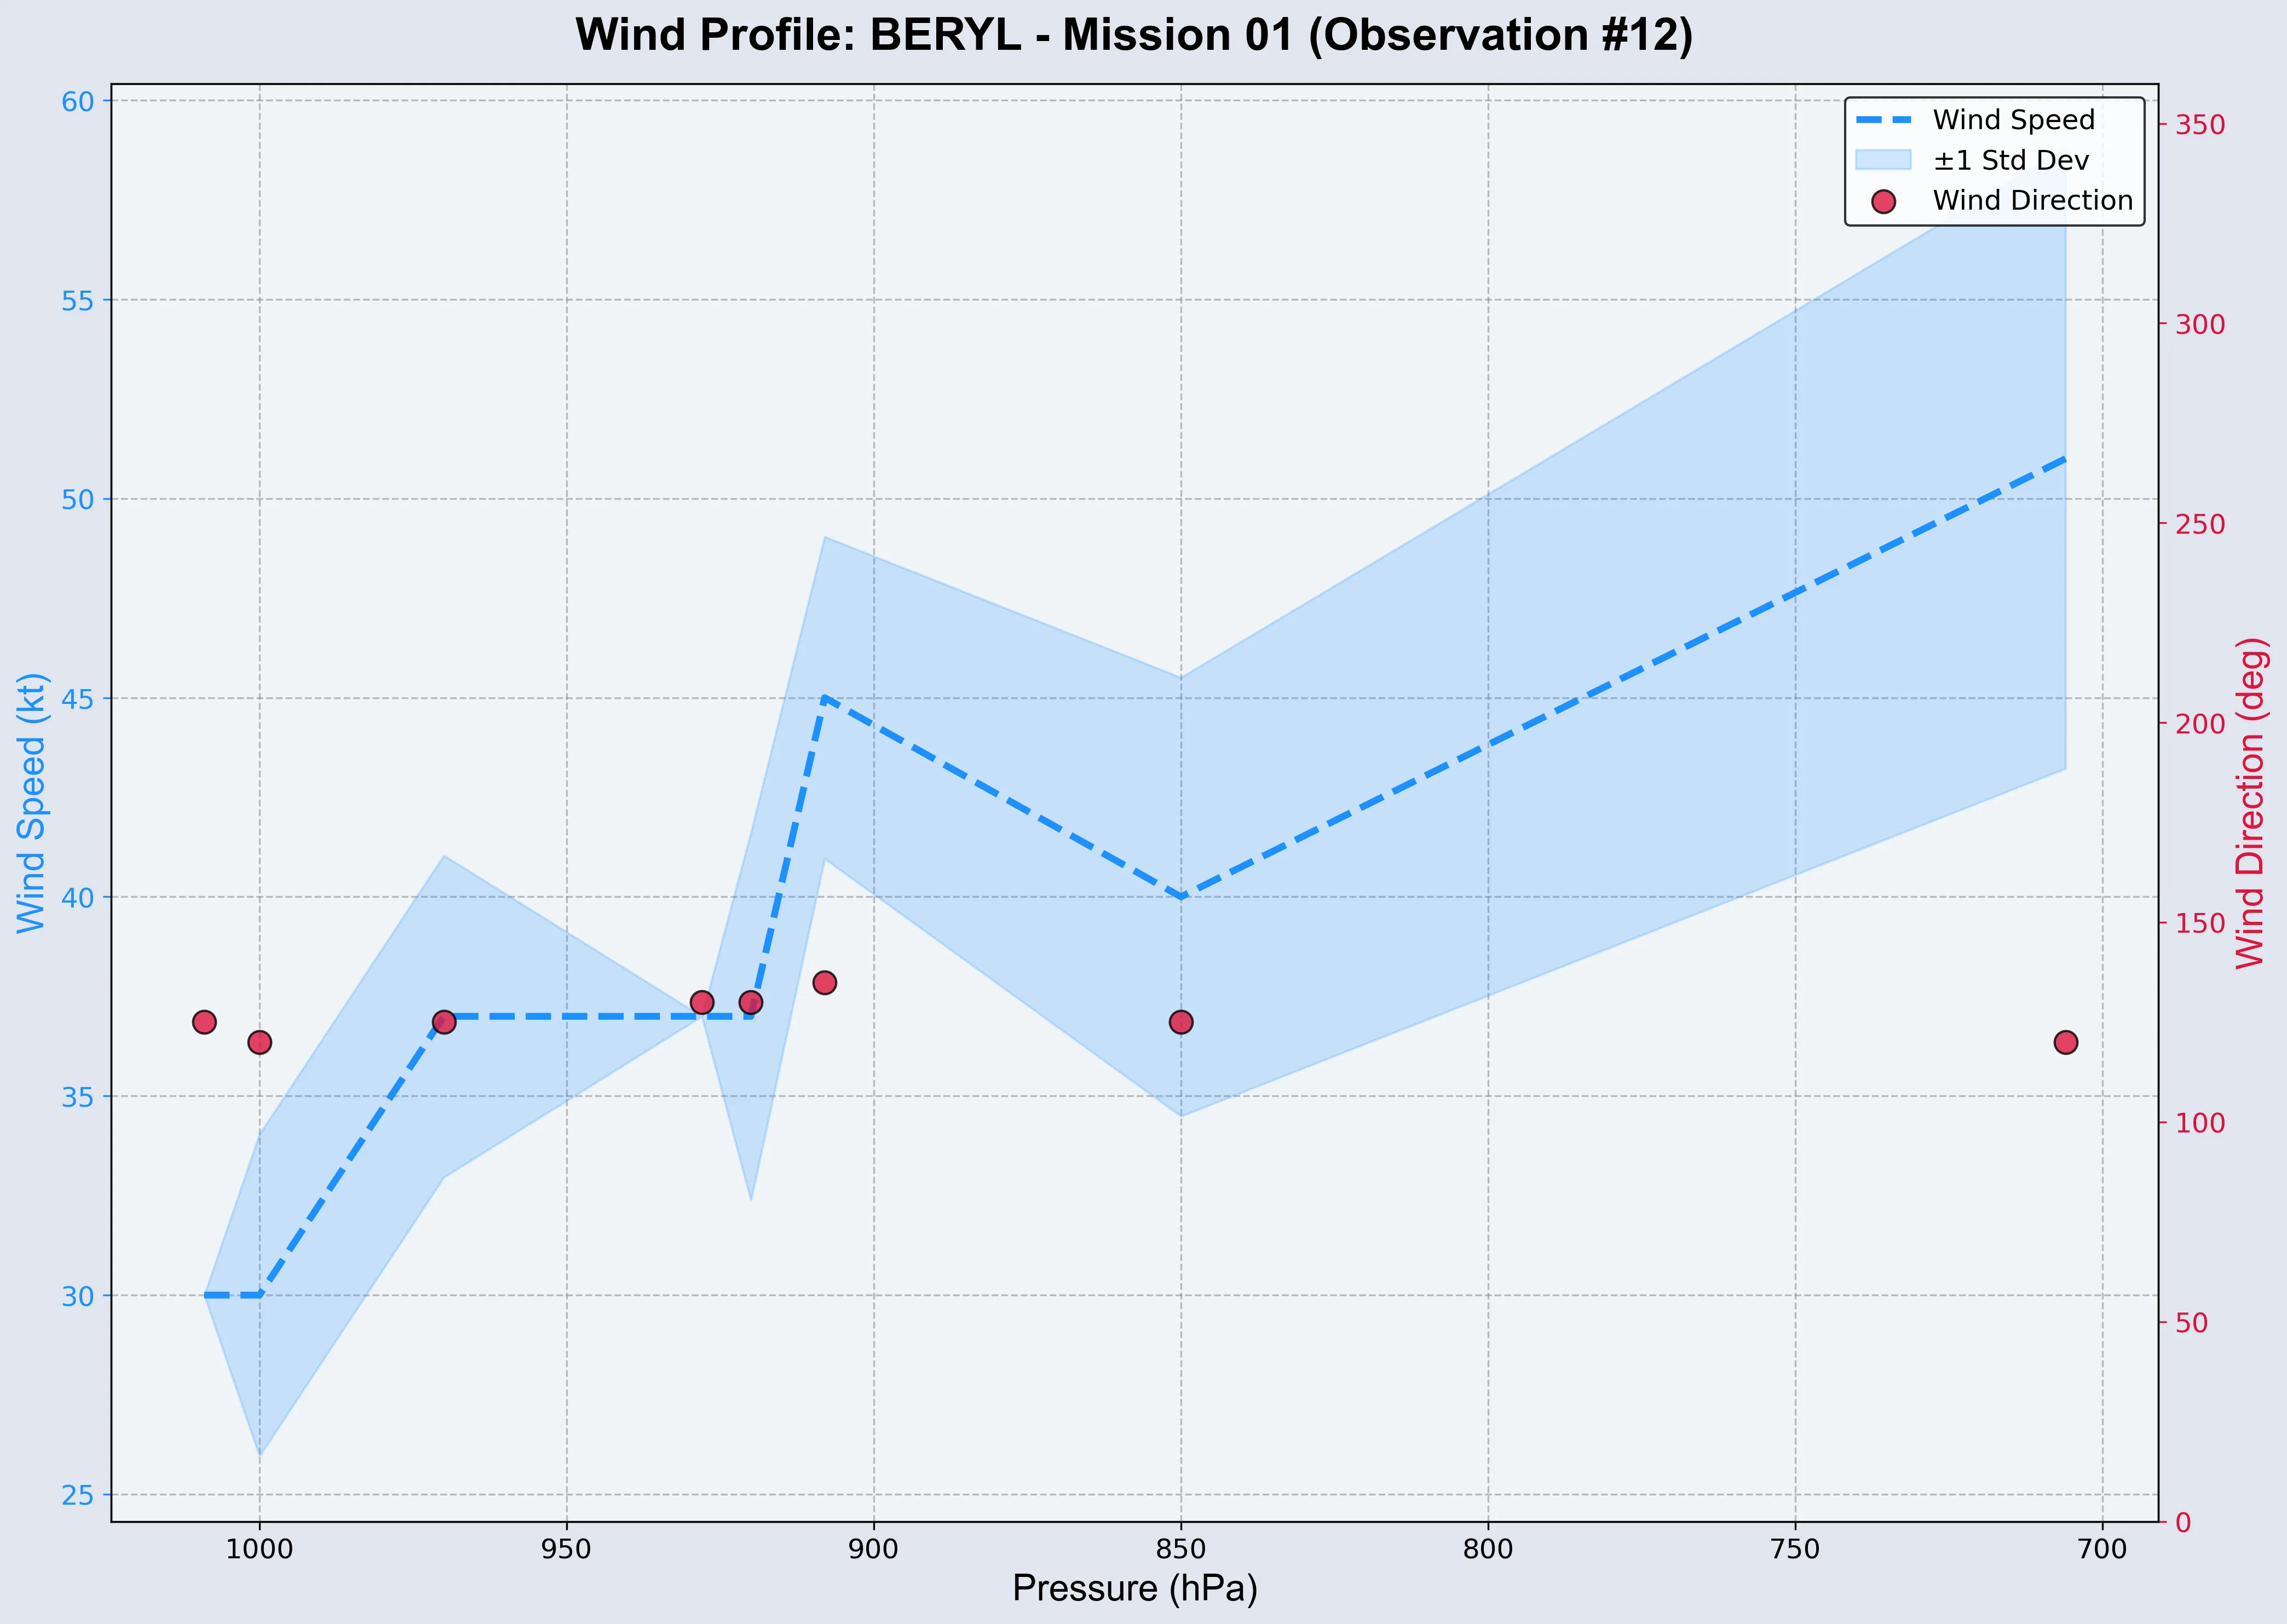 Wind Profile: BERYL - Mission 01 (Observation #12)
Wind Speed
±1 Std Dev
Wind Direction
Wind Speed (kt)
60
55
50
45
40
35
30
25
350
300
250
200
150
100
50
0
Wind Direction (deg)
1000 950 900 850 800 750 700
Pressure (hPa)